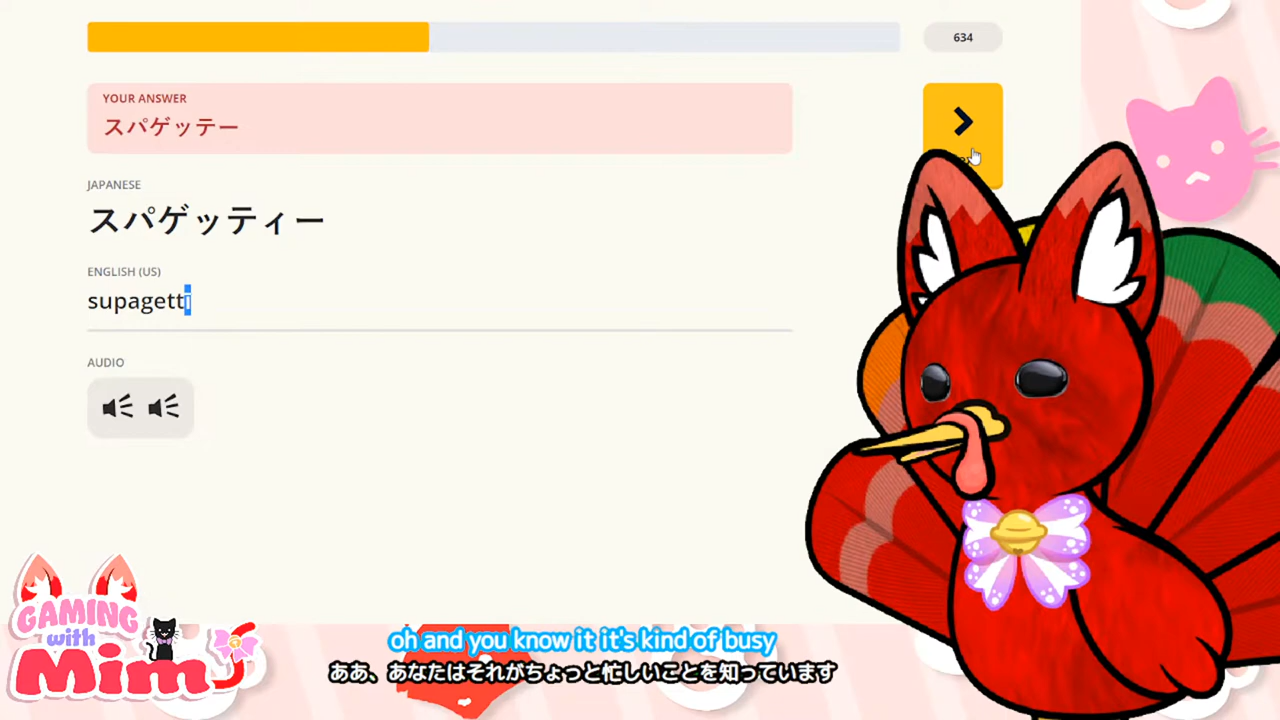 634
YOUR ANSWER
スパゲッテー
JAPANESE
スパゲッティー
ENGLISH (US)
supagetti
AUDIO
GAMING
with
Mim
oh and you know it it's kind of busy
ああ、あなたはそれがちょっと忙しいことを知っています